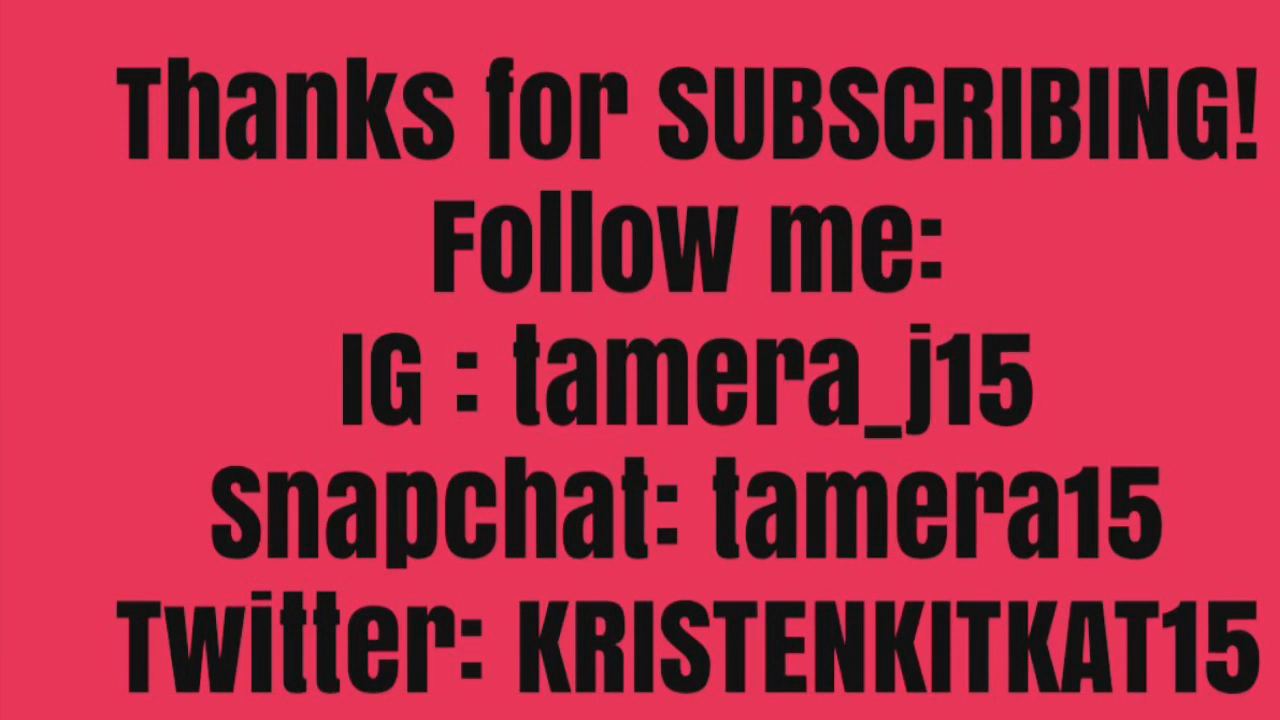 Thanks for SUBSCRIBING!
Follow me:
IG : tamera_j15
Snapchat: tamera15
Twitter: KRISTENKITKAT15